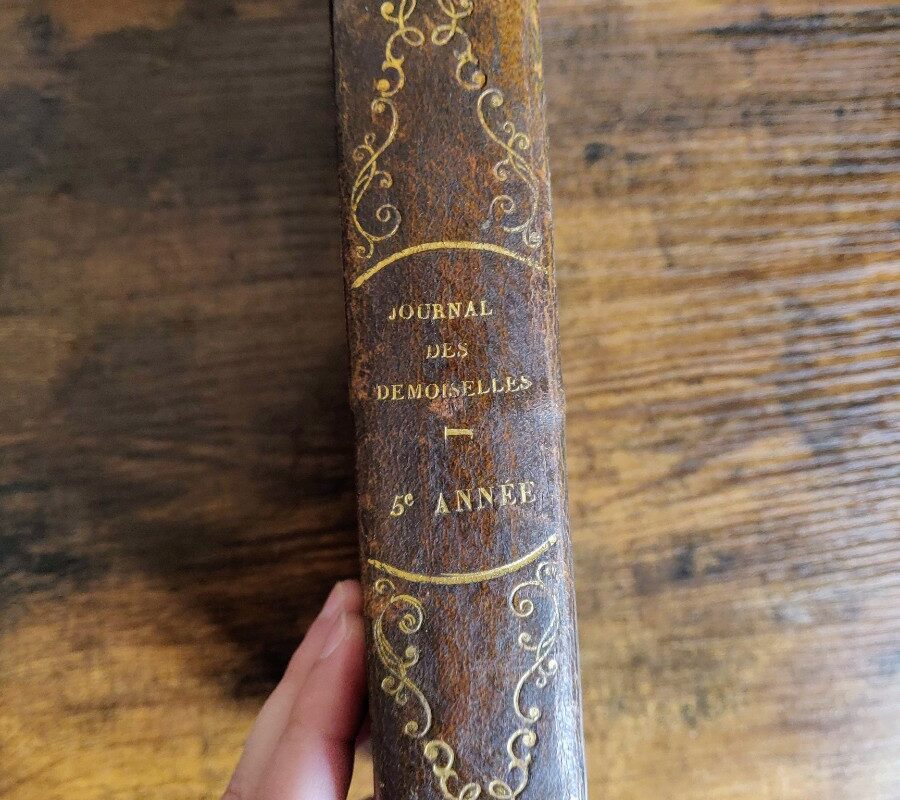 JOURNAL
DES
DEMOISELLES
5e ANNÉE